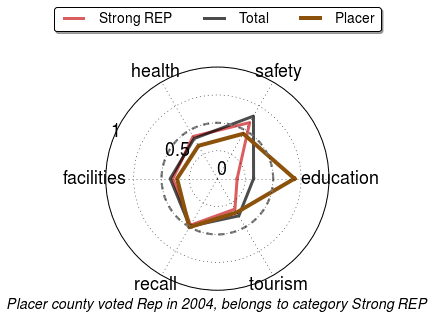 Strong REP Total Placer
health safety
1
0.5
0
facilities education
recall tourism
Placer county voted Rep in 2004, belongs to category Strong REP